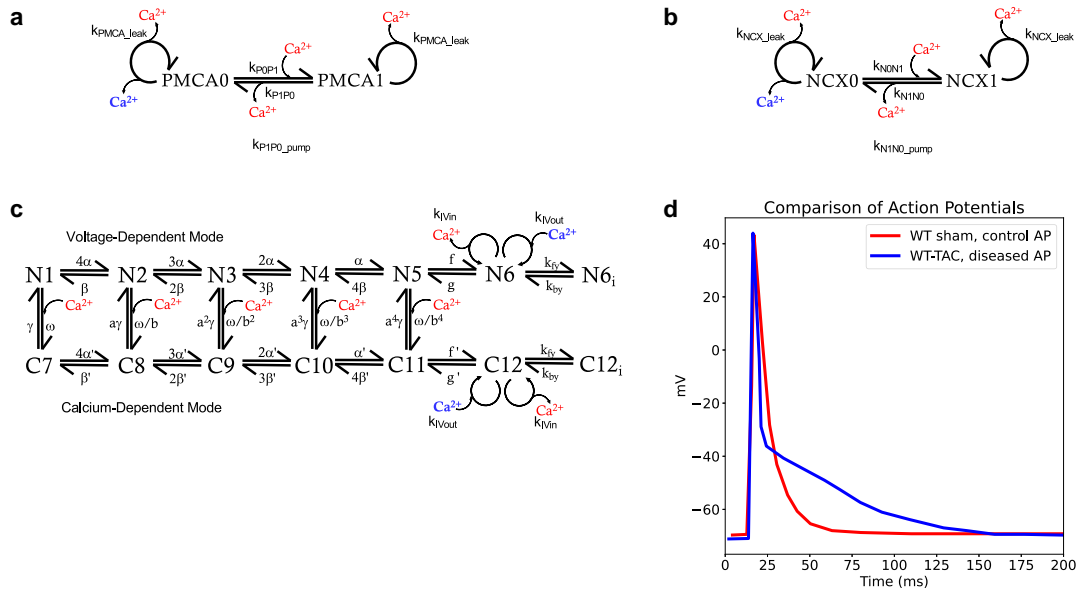 a
Ca²⁺
Ca²⁺
kPMCA_leak
kPMCA_leak
kP0P1
Ca²⁺
PMCA0
PMCA1
kP1P0
Ca²⁺
Ca²⁺
kP1P0_pump
b
Ca²⁺
Ca²⁺
kNCX_leak
kNCX_leak
kN0N1
Ca²⁺
NCX0
NCX1
kN1N0
Ca²⁺
Ca²⁺
kN1N0_pump
c
kIVin
kIVout
Ca²⁺
Ca²⁺
Voltage-Dependent Mode
4α 3α 2α α f kfy
N1 N2 N3 N4 N5 N6 N6i
β 2β 3β 4β g kby
Ca²⁺ Ca²⁺ Ca²⁺ Ca²⁺ Ca²⁺
γ ω aγ ω/b a²γ ω/b² a³γ ω/b³ a⁴γ ω/b⁴
4α' 3α' 2α' α' f' kfy
C7 C8 C9 C10 C11 C12 C12i
β' 2β' 3β' 4β' g' kby
Calcium-Dependent Mode
Ca²⁺
Ca²⁺
kIVout
kIVin
d
Comparison of Action Potentials
WT sham, control AP
WT-TAC, diseased AP
40
20
0
−20
−40
−60
mV
0 25 50 75 100 125 150 175 200
Time (ms)